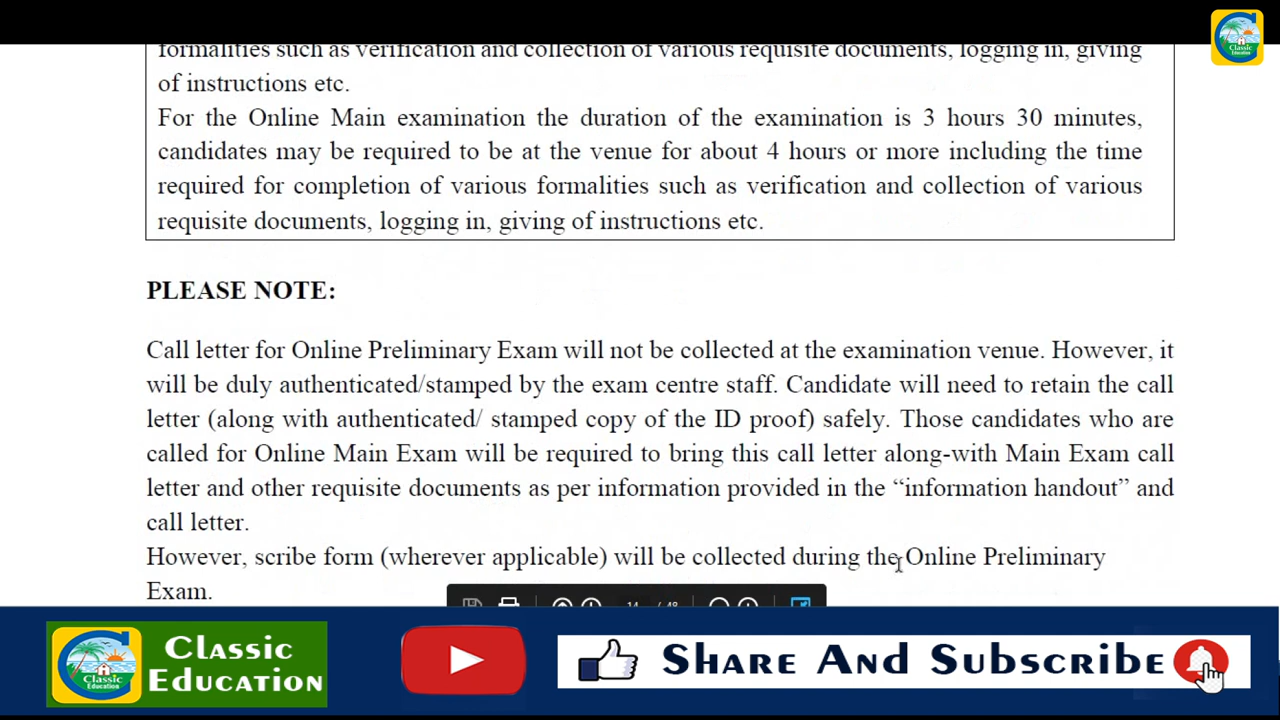 Classic
Education
formalities such as verification and collection of various requisite documents, logging in, giving
of instructions etc.
For the Online Main examination the duration of the examination is 3 hours 30 minutes,
candidates may be required to be at the venue for about 4 hours or more including the time
required for completion of various formalities such as verification and collection of various
requisite documents, logging in, giving of instructions etc.
PLEASE NOTE:
Call letter for Online Preliminary Exam will not be collected at the examination venue. However, it
will be duly authenticated/stamped by the exam centre staff. Candidate will need to retain the call
letter (along with authenticated/ stamped copy of the ID proof) safely. Those candidates who are
called for Online Main Exam will be required to bring this call letter along-with Main Exam call
letter and other requisite documents as per information provided in the “information handout” and
call letter.
However, scribe form (wherever applicable) will be collected during the Online Preliminary
Exam.
14 / 48
Classic
Education
Classic
Education
Share And Subscribe